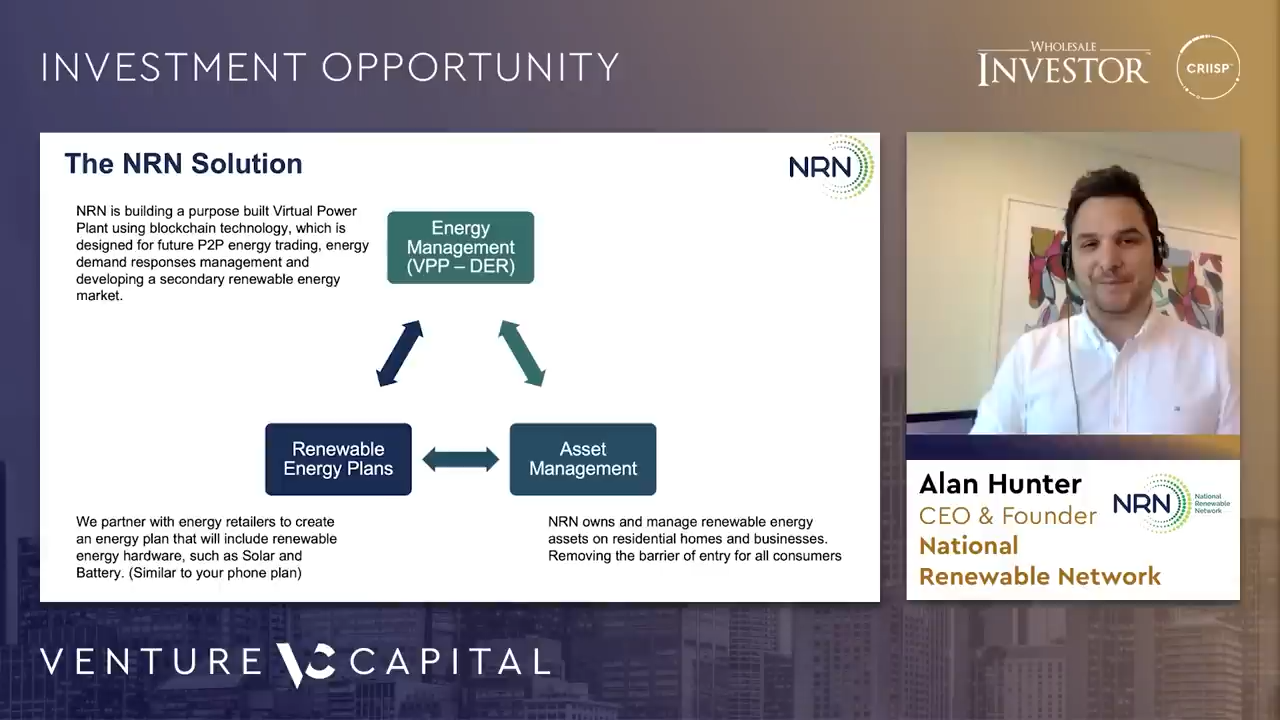 INVESTMENT OPPORTUNITY
WHOLESALE
INVESTOR
CRIISP™
The NRN Solution
NRN
NRN is building a purpose built Virtual Power
Plant using blockchain technology, which is
designed for future P2P energy trading, energy
demand responses management and
developing a secondary renewable energy
market.
Energy
Management
(VPP – DER)
Renewable
Energy Plans
Asset
Management
We partner with energy retailers to create
an energy plan that will include renewable
energy hardware, such as Solar and
Battery. (Similar to your phone plan)
NRN owns and manage renewable energy
assets on residential homes and businesses.
Removing the barrier of entry for all consumers
Alan Hunter
CEO & Founder
National
Renewable Network
NRN
National
Renewable
Network
VENTURE VC CAPITAL